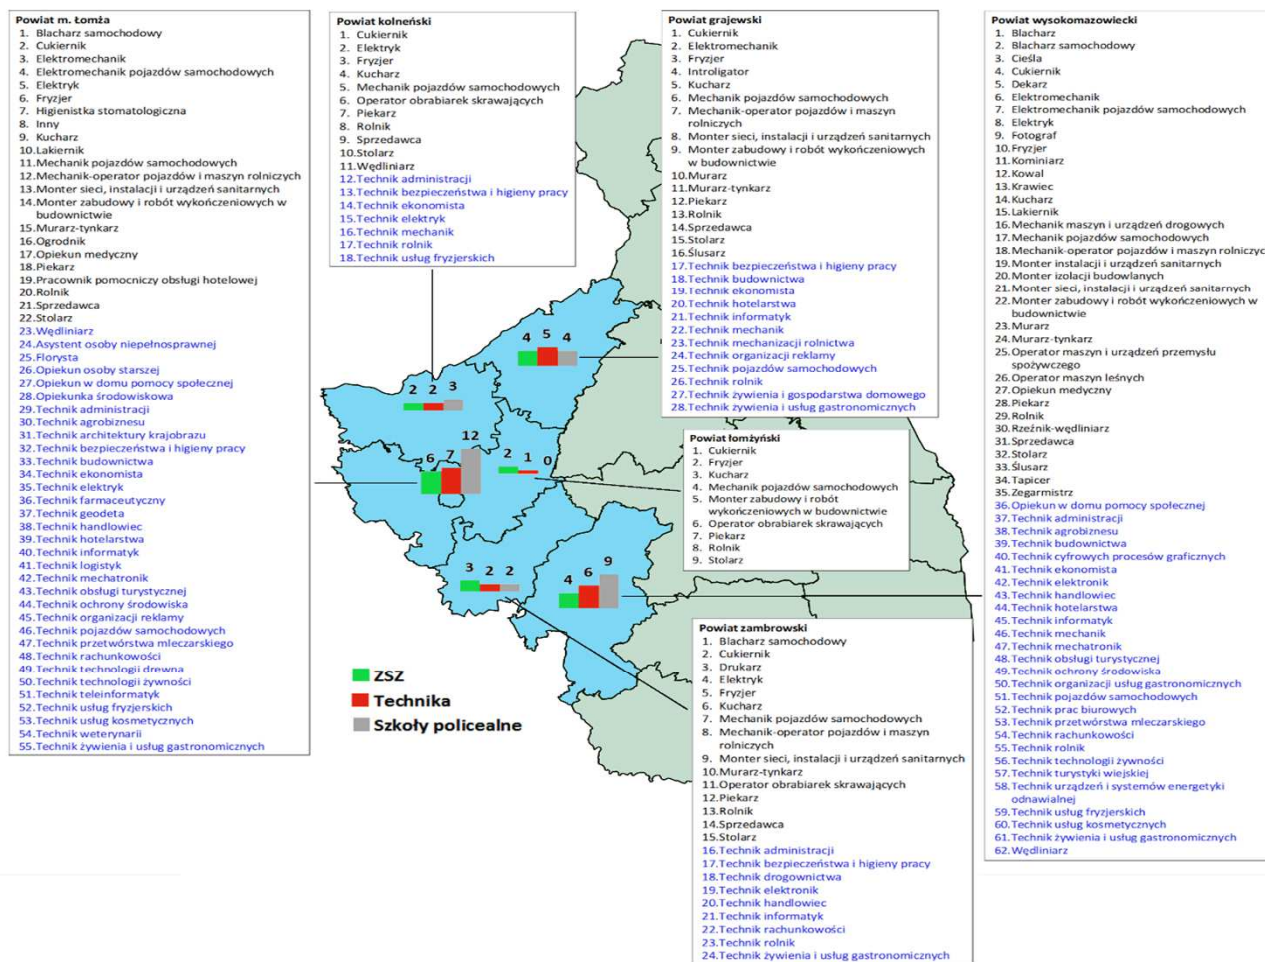 Powiat m. Łomża
1. Blacharz samochodowy
2. Cukiernik
3. Elektromechanik
4. Elektromechanik pojazdów samochodowych
5. Elektryk
6. Fryzjer
7. Higienistka stomatologiczna
8. Inny
9. Kucharz
10.Lakiernik
11.Mechanik pojazdów samochodowych
12.Mechanik-operator pojazdów i maszyn rolniczych
13.Monter sieci, instalacji i urządzeń sanitarnych
14.Monter zabudowy i robót wykończeniowych w
budownictwie
15.Murarz-tynkarz
16.Ogrodnik
17.Opiekun medyczny
18.Piekarz
19.Pracownik pomocniczy obsługi hotelowej
20.Rolnik
21.Sprzedawca
22.Stolarz
23.Wędliniarz
24.Asystent osoby niepełnosprawnej
25.Florysta
26.Opiekun osoby starszej
27.Opiekun w domu pomocy społecznej
28.Opiekunka środowiskowa
29.Technik administracji
30.Technik agrobiznesu
31.Technik architektury krajobrazu
32.Technik bezpieczeństwa i higieny pracy
33.Technik budownictwa
34.Technik ekonomista
35.Technik elektryk
36.Technik farmaceutyczny
37.Technik geodeta
38.Technik handlowiec
39.Technik hotelarstwa
40.Technik informatyk
41.Technik logistyk
42.Technik mechatronik
43.Technik obsługi turystycznej
44.Technik ochrony środowiska
45.Technik organizacji reklamy
46.Technik pojazdów samochodowych
47.Technik przetwórstwa mleczarskiego
48.Technik rachunkowości
49.Technik technologii drewna
50.Technik technologii żywności
51.Technik teleinformatyk
52.Technik usług fryzjerskich
53.Technik usług kosmetycznych
54.Technik weterynarii
55.Technik żywienia i usług gastronomicznych
Powiat kolneński
1. Cukiernik
2. Elektryk
3. Fryzjer
4. Kucharz
5. Mechanik pojazdów samochodowych
6. Operator obrabiarek skrawających
7. Piekarz
8. Rolnik
9. Sprzedawca
10.Stolarz
11.Wędliniarz
12.Technik administracji
13.Technik bezpieczeństwa i higieny pracy
14.Technik ekonomista
15.Technik elektryk
16.Technik mechanik
17.Technik rolnik
18.Technik usług fryzjerskich
Powiat grajewski
1. Cukiernik
2. Elektromechanik
3. Fryzjer
4. Introligator
5. Kucharz
6. Mechanik pojazdów samochodowych
7. Mechanik-operator pojazdów i maszyn
rolniczych
8. Monter sieci, instalacji i urządzeń sanitarnych
9. Monter zabudowy i robót wykończeniowych
w budownictwie
10.Murarz
11.Murarz-tynkarz
12.Piekarz
13.Rolnik
14.Sprzedawca
15.Stolarz
16.Ślusarz
17.Technik bezpieczeństwa i higieny pracy
18.Technik budownictwa
19.Technik ekonomista
20.Technik hotelarstwa
21.Technik informatyk
22.Technik mechanik
23.Technik mechanizacji rolnictwa
24.Technik organizacji reklamy
25.Technik pojazdów samochodowych
26.Technik rolnik
27.Technik żywienia i gospodarstwa domowego
28.Technik żywienia i usług gastronomicznych
Powiat wysokomazowiecki
1. Blacharz
2. Blacharz samochodowy
3. Cieśla
4. Cukiernik
5. Dekarz
6. Elektromechanik
7. Elektromechanik pojazdów samochodowych
8. Elektryk
9. Fotograf
10.Fryzjer
11.Kominiarz
12.Kowal
13.Krawiec
14.Kucharz
15.Lakiernik
16.Mechanik maszyn i urządzeń drogowych
17.Mechanik pojazdów samochodowych
18.Mechanik-operator pojazdów i maszyn rolniczyc
19.Monter instalacji i urządzeń sanitarnych
20.Monter izolacji budowlanych
21.Monter sieci, instalacji i urządzeń sanitarnych
22.Monter zabudowy i robót wykończeniowych w
budownictwie
23.Murarz
24.Murarz-tynkarz
25.Operator maszyn i urządzeń przemysłu
spożywczego
26.Operator maszyn leśnych
27.Opiekun medyczny
28.Piekarz
29.Rolnik
30.Rzeźnik-wędliniarz
31.Sprzedawca
32.Stolarz
33.Ślusarz
34.Tapicer
35.Zegarmistrz
36.Opiekun w domu pomocy społecznej
37.Technik administracji
38.Technik agrobiznesu
39.Technik budownictwa
40.Technik cyfrowych procesów graficznych
41.Technik ekonomista
42.Technik elektronik
43.Technik handlowiec
44.Technik hotelarstwa
45.Technik informatyk
46.Technik mechanik
47.Technik mechatronik
48.Technik obsługi turystycznej
49.Technik ochrony środowiska
50.Technik organizacji usług gastronomicznych
51.Technik pojazdów samochodowych
52.Technik prac biurowych
53.Technik przetwórstwa mleczarskiego
54.Technik rachunkowości
55.Technik rolnik
56.Technik technologii żywności
57.Technik turystyki wiejskiej
58.Technik urządzeń i systemów energetyki
odnawialnej
59.Technik usług fryzjerskich
60.Technik usług kosmetycznych
61.Technik żywienia i usług gastronomicznych
62.Wędliniarz
4 5 4
2 2 3
6 7 12
2 1 0
3 2 2
4 6 9
Powiat łomżyński
1. Cukiernik
2. Fryzjer
3. Kucharz
4. Mechanik pojazdów samochodowych
5. Monter zabudowy i robót
wykończeniowych w budownictwie
6. Operator obrabiarek skrawających
7. Piekarz
8. Rolnik
9. Stolarz
Powiat zambrowski
1. Blacharz samochodowy
2. Cukiernik
3. Drukarz
4. Elektryk
5. Fryzjer
6. Kucharz
7. Mechanik pojazdów samochodowych
8. Mechanik-operator pojazdów i maszyn
rolniczych
9. Monter sieci, instalacji i urządzeń sanitarnych
10.Murarz-tynkarz
11.Operator obrabiarek skrawających
12.Piekarz
13.Rolnik
14.Sprzedawca
15.Stolarz
16.Technik administracji
17.Technik bezpieczeństwa i higieny pracy
18.Technik drogownictwa
19.Technik elektronik
20.Technik handlowiec
21.Technik informatyk
22.Technik rachunkowości
23.Technik rolnik
24.Technik żywienia i usług gastronomicznych
ZSZ
Technika
Szkoły policealne